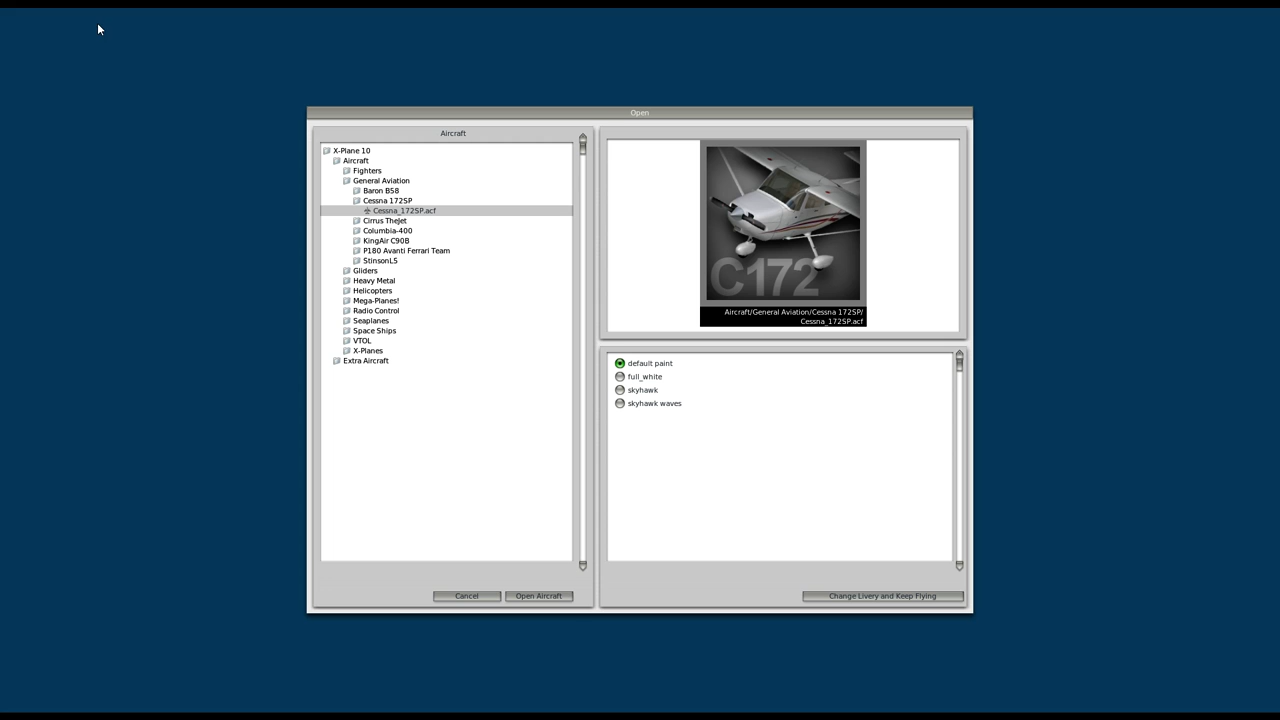 Open
Aircraft
X-Plane 10
Aircraft
Fighters
General Aviation
Baron B58
Cessna 172SP
Cessna_172SP.acf
Cirrus TheJet
Columbia-400
KingAir C90B
P180 Avanti Ferrari Team
StinsonL5
Gliders
Heavy Metal
Helicopters
Mega-Planes!
Radio Control
Seaplanes
Space Ships
VTOL
X-Planes
Extra Aircraft
Cancel
Open Aircraft
C172
Aircraft/General Aviation/Cessna 172SP/
Cessna_172SP.acf
default paint
full_white
skyhawk
skyhawk waves
Change Livery and Keep Flying